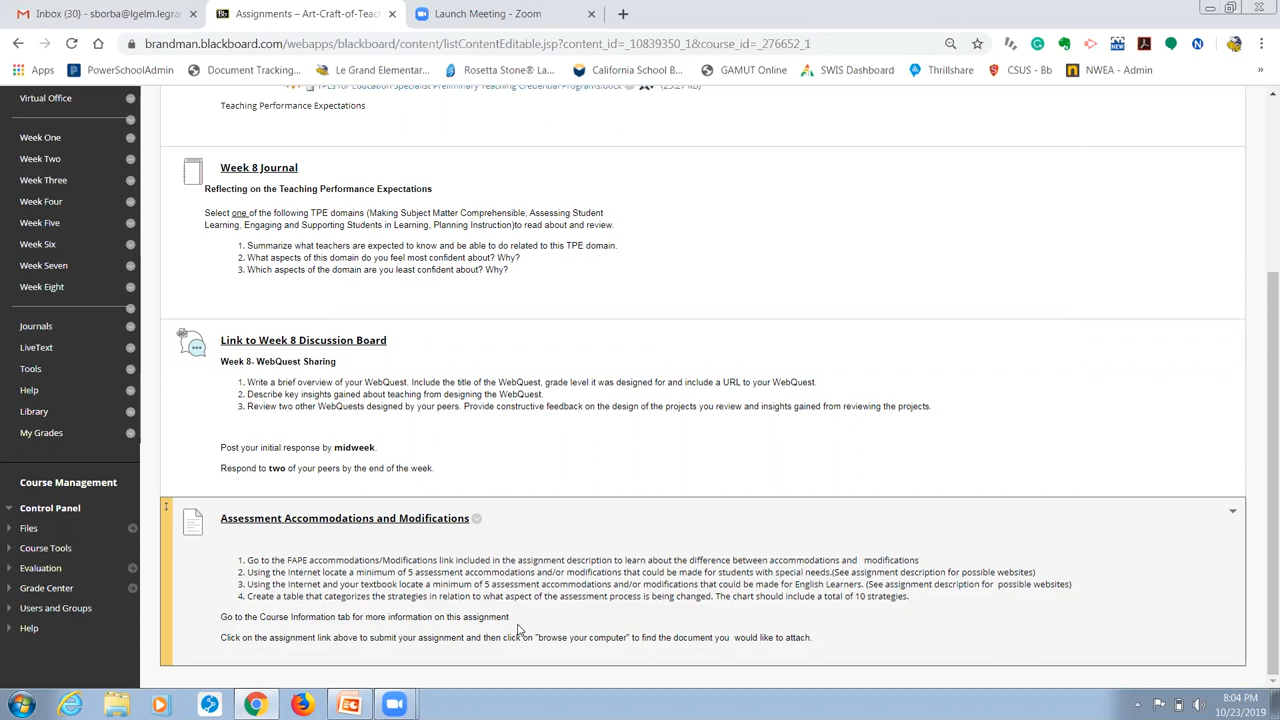 Inbox (30) - sborba@lgelm.legra
Assignments – Art-Craft-of-Teac
Launch Meeting - Zoom
brandman.blackboard.com/webapps/blackboard/content/listContentEditable.jsp?content_id=_10839350_1&course_id=_276652_1
Apps PowerSchoolAdmin Document Tracking... Le Grand Elementar... Rosetta Stone® La... California School B... GAMUT Online SWIS Dashboard Thrillshare CSUS - Bb NWEA - Admin »
Virtual Office
Week One
Week Two
Week Three
Week Four
Week Five
Week Six
Week Seven
Week Eight
Journals
LiveText
Tools
Help
Library
My Grades
Course Management
Control Panel
Files
Course Tools
Evaluation
Grade Center
Users and Groups
Help
TPEs for Education Specialist Preliminary Teaching Credential Programs.docx (25.27 KB)
Teaching Performance Expectations
Week 8 Journal
Reflecting on the Teaching Performance Expectations
Select one of the following TPE domains (Making Subject Matter Comprehensible, Assessing Student
Learning, Engaging and Supporting Students in Learning, Planning Instruction)to read about and review.
1. Summarize what teachers are expected to know and be able to do related to this TPE domain.
2. What aspects of this domain do you feel most confident about? Why?
3. Which aspects of the domain are you least confident about? Why?
Link to Week 8 Discussion Board
Week 8- WebQuest Sharing
1. Write a brief overview of your WebQuest. Include the title of the WebQuest, grade level it was designed for and include a URL to your WebQuest.
2. Describe key insights gained about teaching from designing the WebQuest.
3. Review two other WebQuests designed by your peers. Provide constructive feedback on the design of the projects you review and insights gained from reviewing the projects.
Post your initial response by midweek.
Respond to two of your peers by the end of the week.
Assessment Accommodations and Modifications
1. Go to the FAPE accommodations/Modifications link included in the assignment description to learn about the difference between accommodations and modifications
2. Using the Internet locate a minimum of 5 assessment accommodations and/or modifications that could be made for students with special needs.(See assignment description for possible websites)
3. Using the Internet and your textbook locate a minimum of 5 assessment accommodations and/or modifications that could be made for English Learners. (See assignment description for possible websites)
4. Create a table that categorizes the strategies in relation to what aspect of the assessment process is being changed. The chart should include a total of 10 strategies.
Go to the Course Information tab for more information on this assignment
Click on the assignment link above to submit your assignment and then click on "browse your computer" to find the document you would like to attach.
8:04 PM
10/23/2019